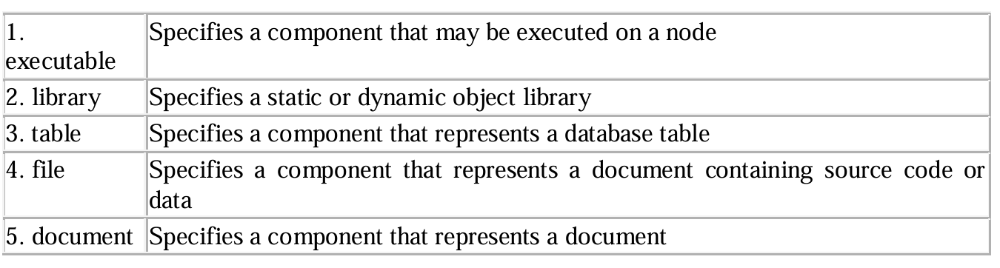 1.
executable
Specifies a component that may be executed on a node
2. library
Specifies a static or dynamic object library
3. table
Specifies a component that represents a database table
4. file
Specifies a component that represents a document containing source code or
data
5. document
Specifies a component that represents a document